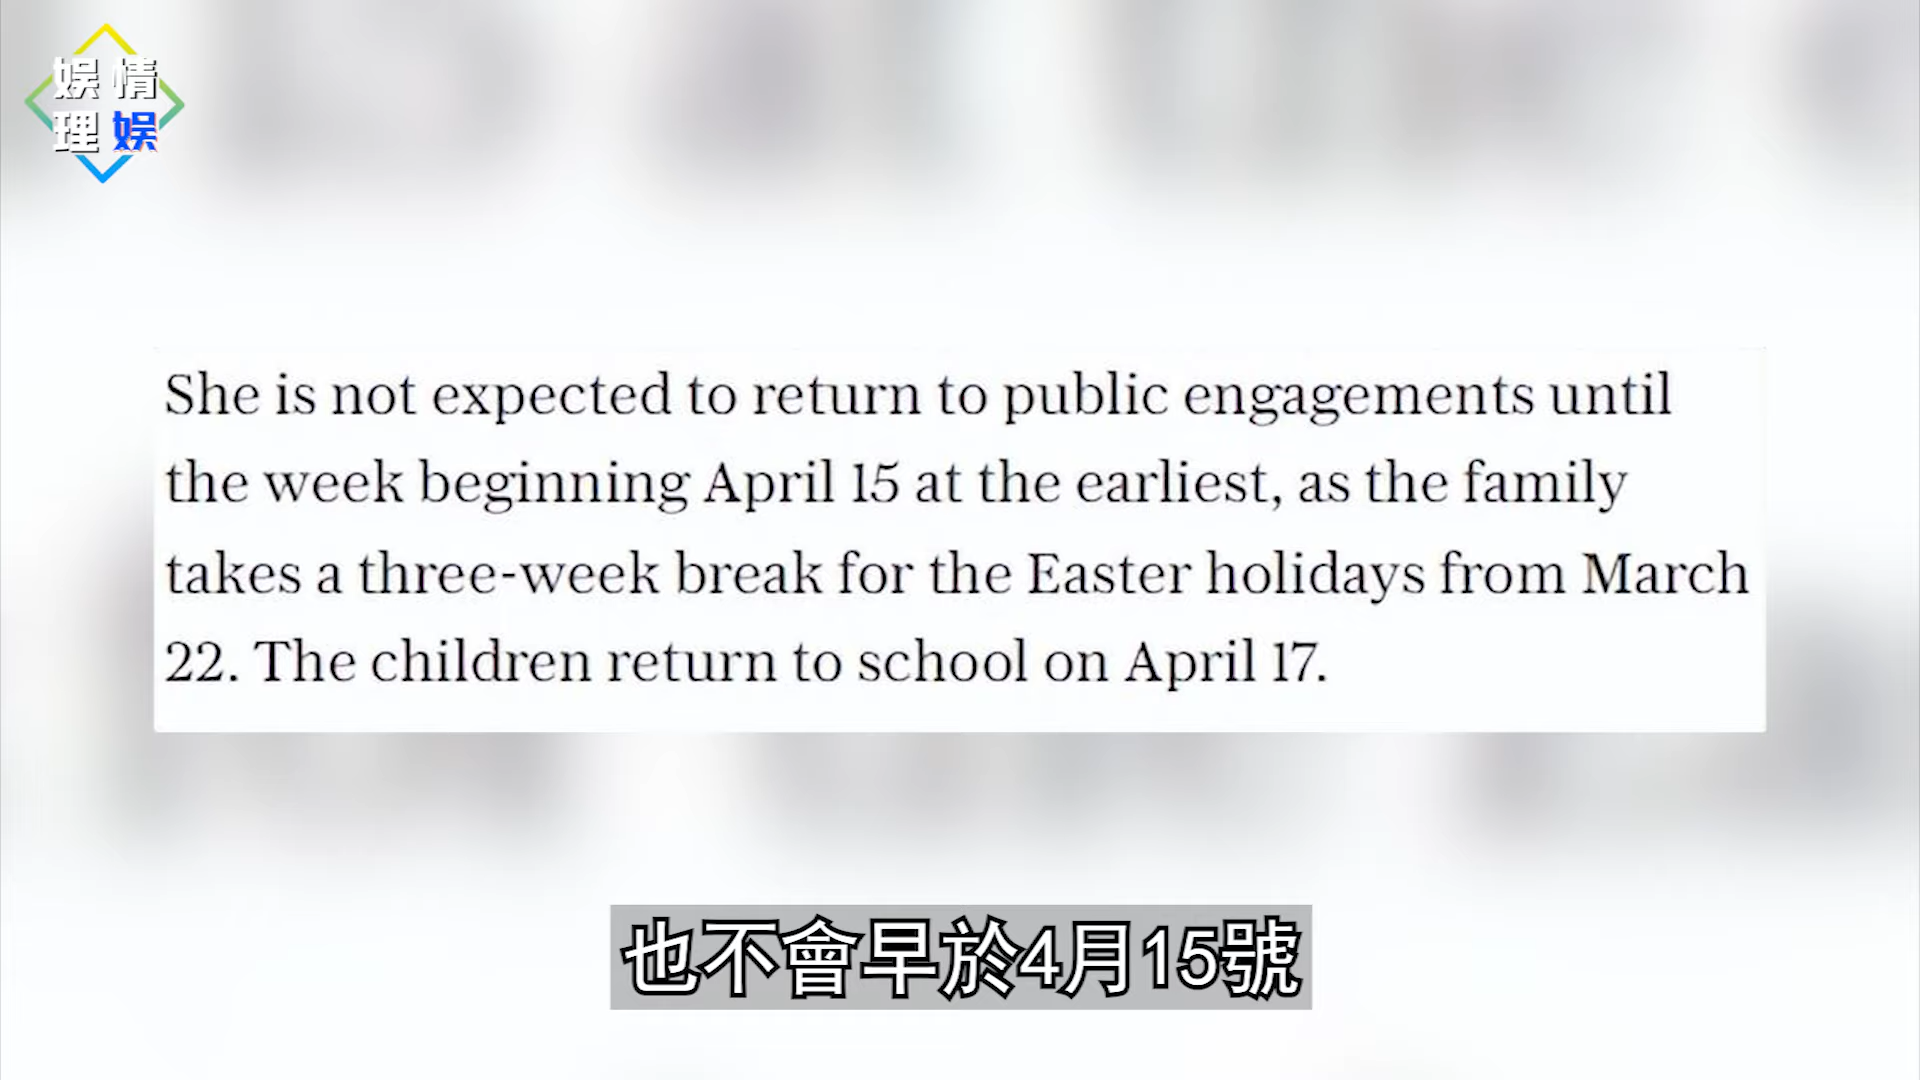 娱情
理娱
She is not expected to return to public engagements until
the week beginning April 15 at the earliest, as the family
takes a three-week break for the Easter holidays from March
22. The children return to school on April 17.
也不會早於4月15號